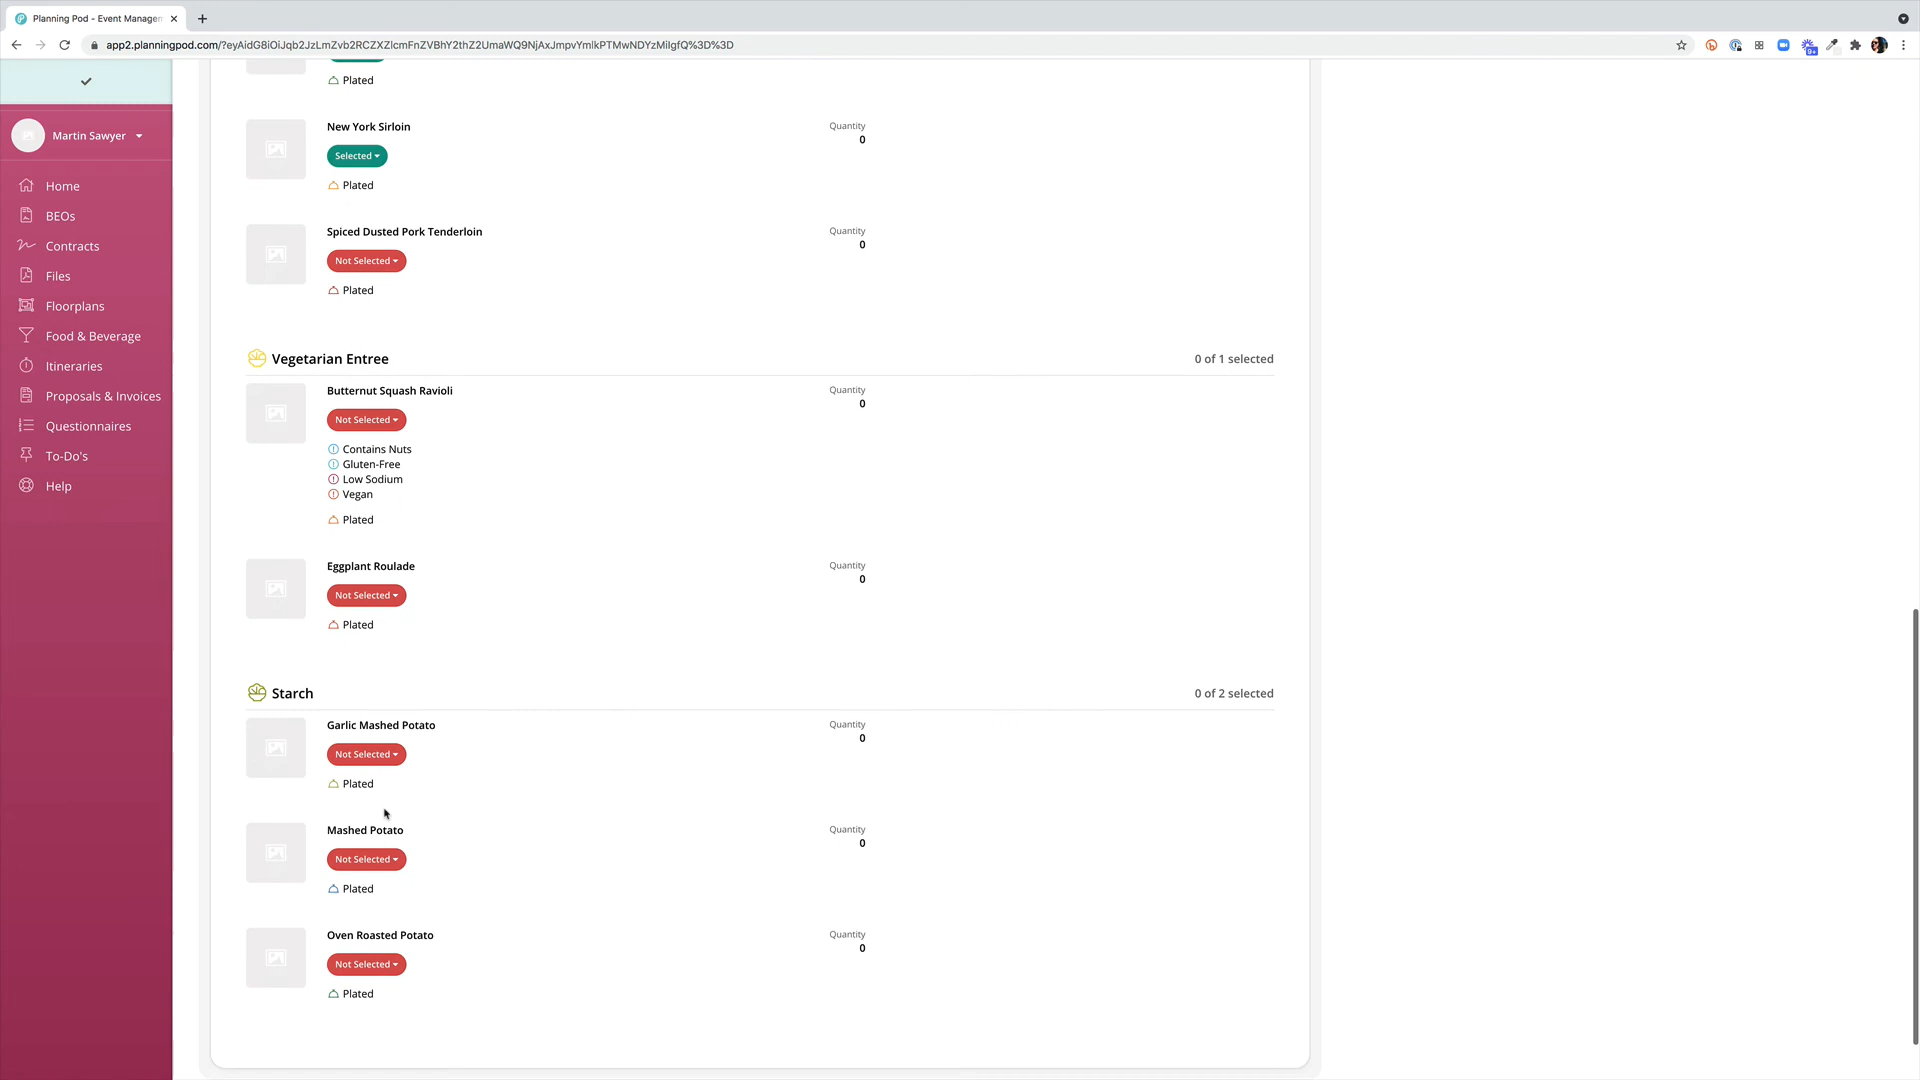 Planning Pod - Event Managem
app2.planningpod.com/?eyAidG8iOiJqb2JzLmZvb2RCZXZlcmFnZVBhY2thZ2UmaWQ9NjAxJmpvYmlkPTMwNDYzMiIgfQ%3D%3D
9+
Plated
Martin Sawyer
Home
BEOs
Contracts
Files
Floorplans
Food & Beverage
Itineraries
Proposals & Invoices
Questionnaires
To-Do's
Help
New York Sirloin
Quantity
0
Selected
Plated
Spiced Dusted Pork Tenderloin
Quantity
0
Not Selected
Plated
Vegetarian Entree
0 of 1 selected
Butternut Squash Ravioli
Quantity
0
Not Selected
Contains Nuts
Gluten-Free
Low Sodium
Vegan
Plated
Eggplant Roulade
Quantity
0
Not Selected
Plated
Starch
0 of 2 selected
Garlic Mashed Potato
Quantity
0
Not Selected
Plated
Mashed Potato
Quantity
0
Not Selected
Plated
Oven Roasted Potato
Quantity
0
Not Selected
Plated